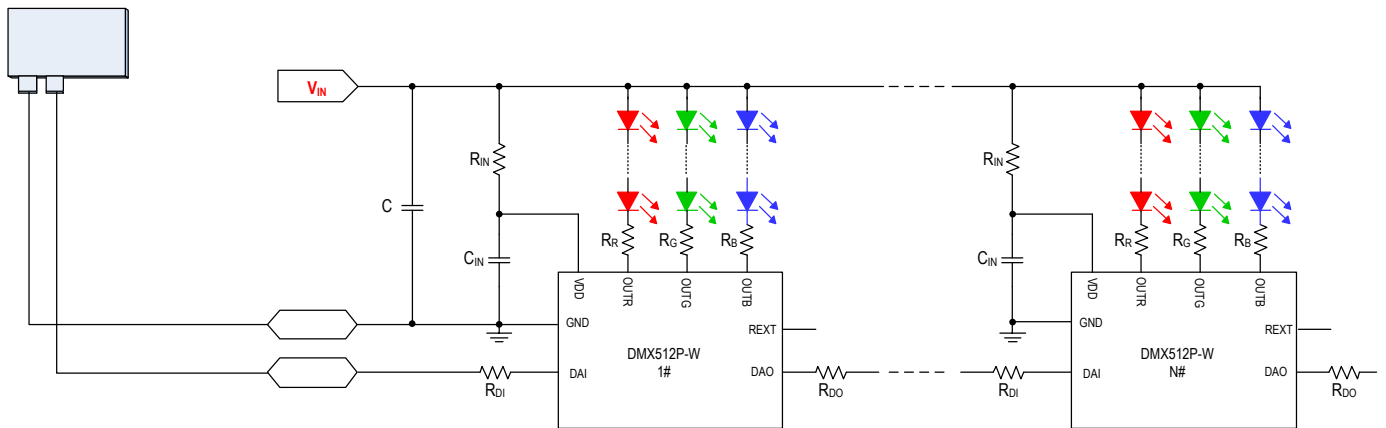 VIN
RIN
RIN
C
RR
RG
RB
RR
RG
RB
CIN
CIN
VDD
OUTR
OUTG
OUTB
VDD
OUTR
OUTG
OUTB
GND
REXT
GND
REXT
DMX512P-W
1#
DMX512P-W
N#
DAI
DAO
DAI
DAO
RDI
RDO
RDI
RDO